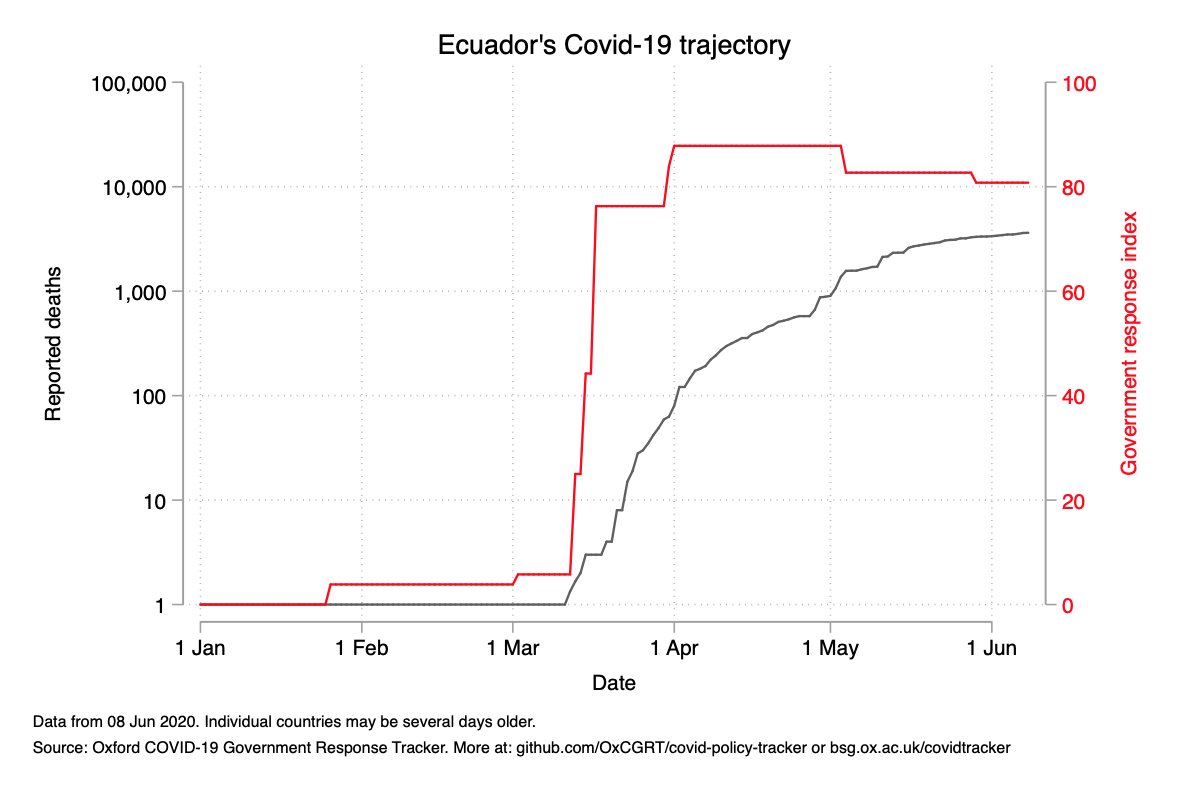 Ecuador's Covid-19 trajectory
100,000
10,000
1,000
100
10
1
Reported deaths
100
80
60
40
20
0
Government response index
1 Jan 1 Feb 1 Mar 1 Apr 1 May 1 Jun
Date
Data from 08 Jun 2020. Individual countries may be several days older.
Source: Oxford COVID-19 Government Response Tracker. More at: github.com/OxCGRT/covid-policy-tracker or bsg.ox.ac.uk/covidtracker